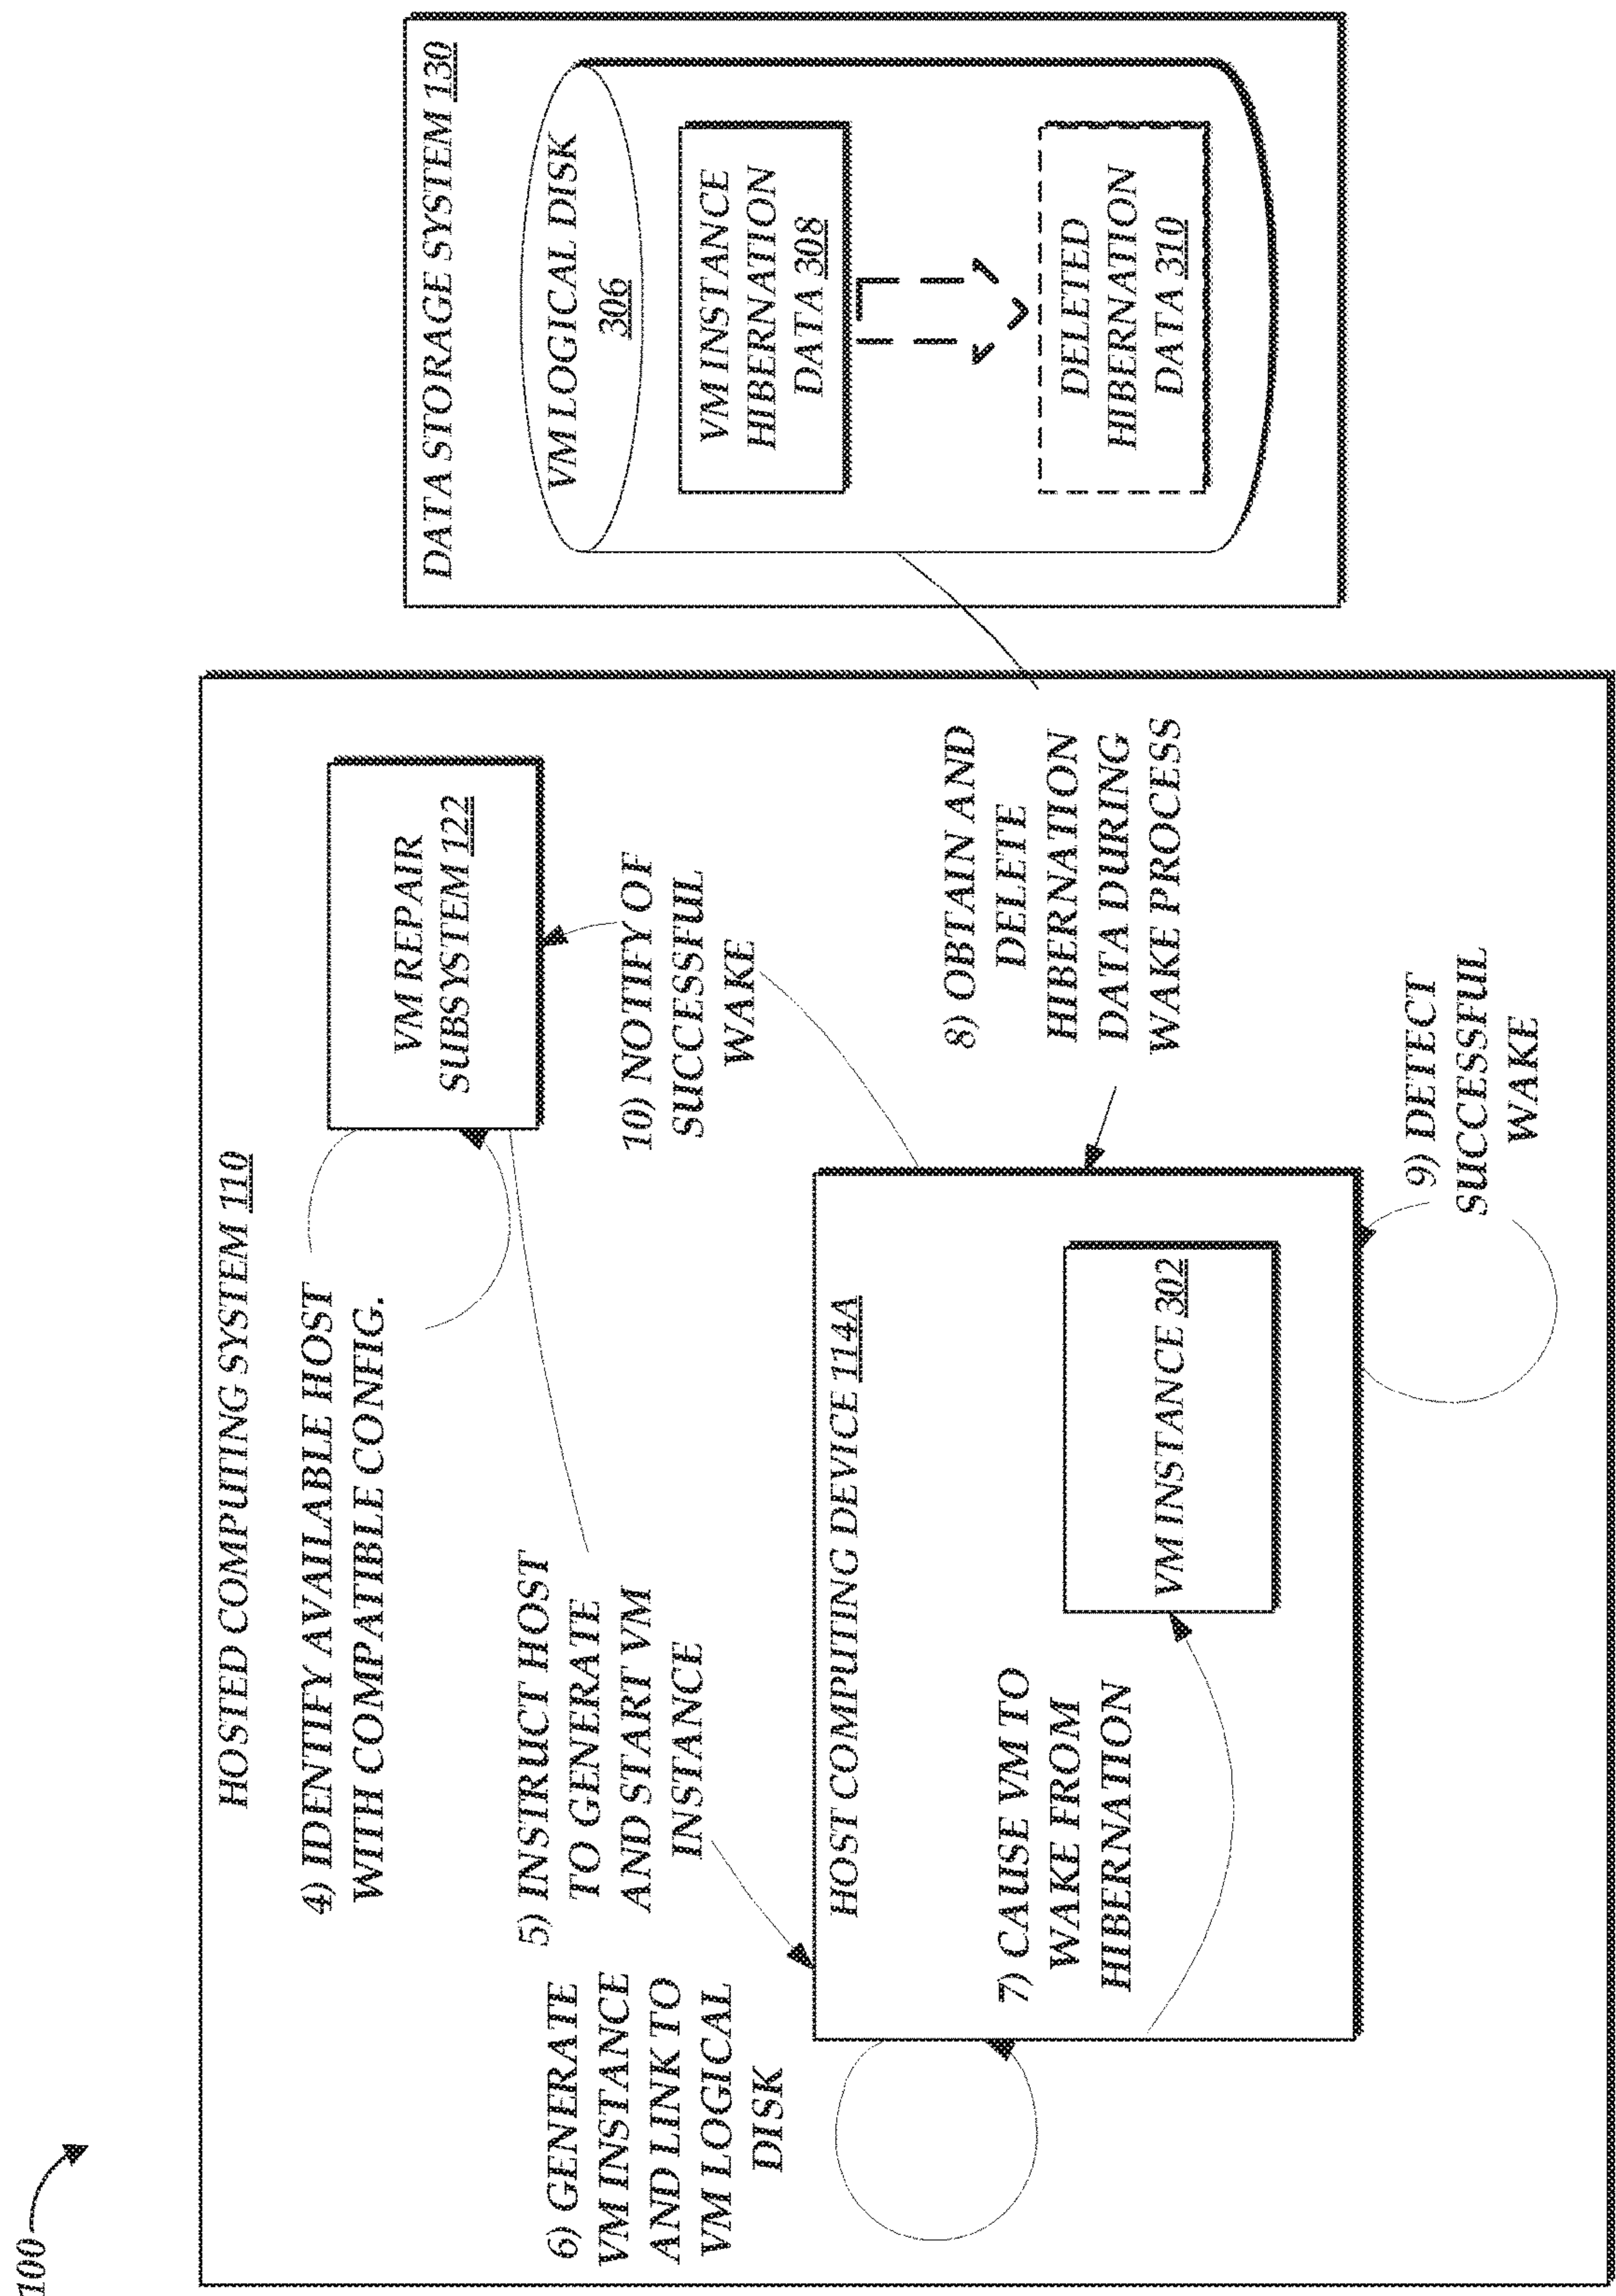 100
HOSTED COMPUTING SYSTEM 110
4) IDENTIFY AVAILABLE HOST
WITH COMPATIBLE CONFIG.
VM REPAIR
SUBSYSTEM 122
5) INSTRUCT HOST
TO GENERATE
AND START VM
INSTANCE
6) GENERATE
VM INSTANCE
AND LINK TO
VM LOGICAL
DISK
10) NOTIFY OF
SUCCESSFUL
WAKE
HOST COMPUTING DEVICE 114A
7) CAUSE VM TO
WAKE FROM
HIBERNATION
VM INSTANCE 302
8) OBTAIN AND
DELETE
HIBERNATION
DATA DURING
WAKE PROCESS
9) DETECT
SUCCESSFUL
WAKE
DATA STORAGE SYSTEM 130
VM LOGICAL DISK
306
VM INSTANCE
HIBERNATION
DATA 308
DELETED
HIBERNATION
DATA 310